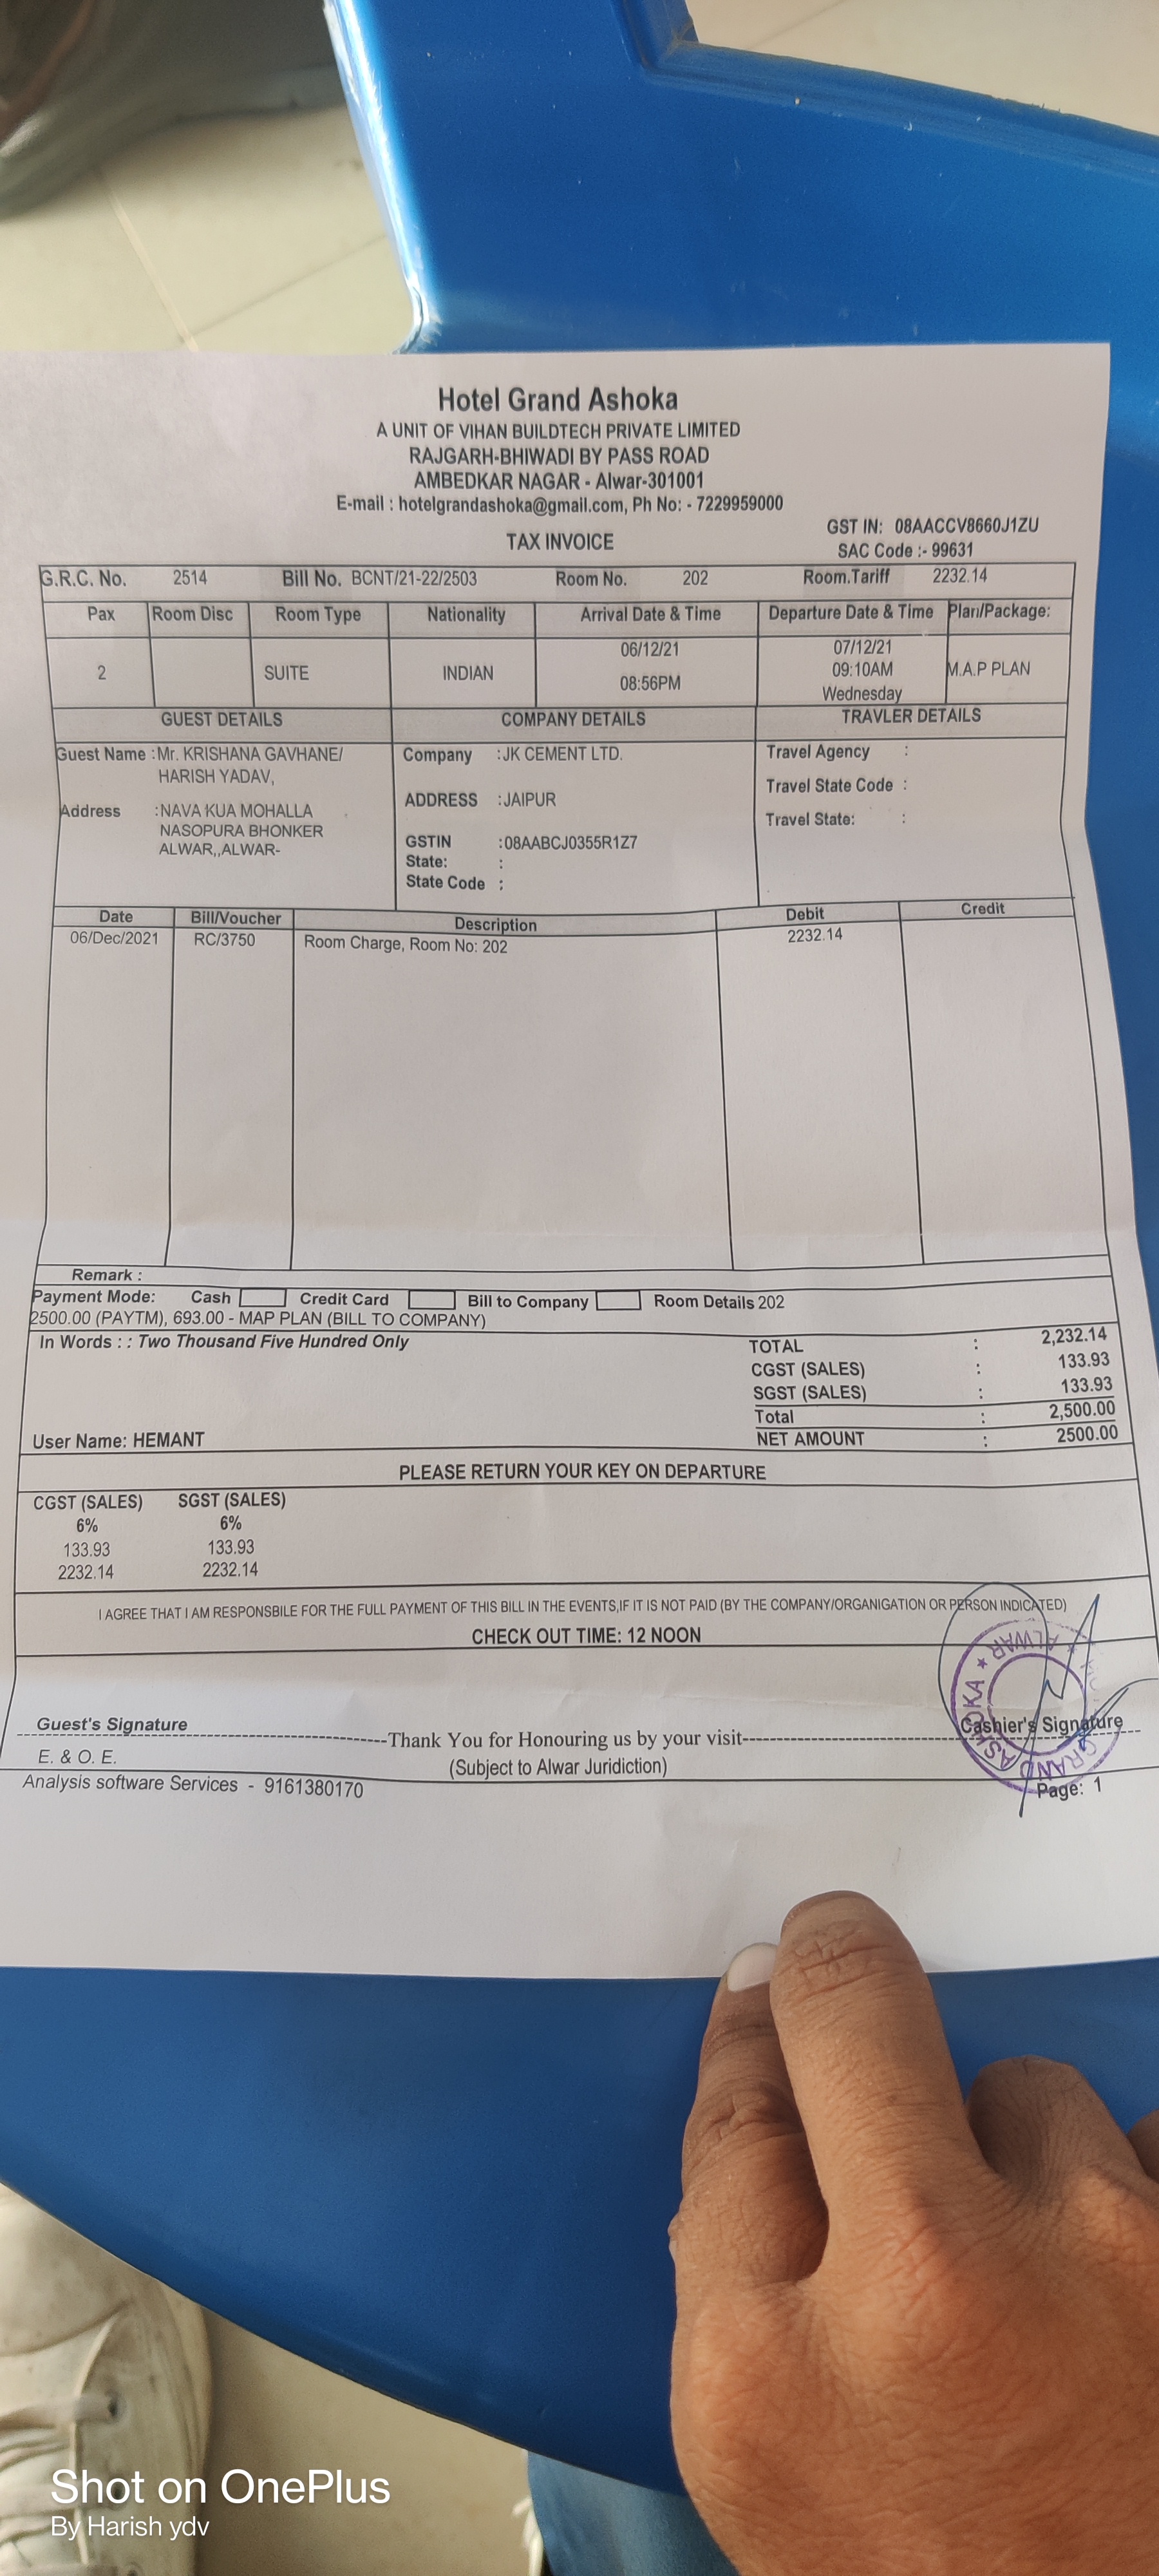 Hotel Grand Ashoka
A UNIT OF VIHAN BUILDTECH PRIVATE LIMITED
RAJGARH-BHIWADI BY PASS ROAD
AMBEDKAR NAGAR - Alwar-301001
E-mail : hotelgrandashoka@gmail.com, Ph No: - 7229959000
GST IN: 08AACCV8660J1ZU
TAX INVOICE
SAC Code :- 99631
G.R.C. No. 2514 Bill No. BCNT/21-22/2503 Room No. 202 Room.Tariff 2232.14
Pax Room Disc Room Type Nationality Arrival Date & Time Departure Date & Time Plan/Package:
06/12/21 07/12/21
2 SUITE INDIAN 08:56PM 09:10AM M.A.P PLAN
Wednesday
GUEST DETAILS COMPANY DETAILS TRAVLER DETAILS
Guest Name :Mr. KRISHANA GAVHANE/
HARISH YADAV,
Address :NAVA KUA MOHALLA
NASOPURA BHONKER
ALWAR,,ALWAR-
Company :JK CEMENT LTD.
ADDRESS :JAIPUR
GSTIN :08AABCJ0355R1Z7
State: :
State Code :
Travel Agency :
Travel State Code :
Travel State: :
Date Bill/Voucher Description Debit Credit
06/Dec/2021 RC/3750 Room Charge, Room No: 202 2232.14
Remark :
Payment Mode: Cash Credit Card Bill to Company Room Details 202
2500.00 (PAYTM), 693.00 - MAP PLAN (BILL TO COMPANY)
In Words : : Two Thousand Five Hundred Only
TOTAL : 2,232.14
CGST (SALES) : 133.93
SGST (SALES) : 133.93
Total : 2,500.00
User Name: HEMANT NET AMOUNT : 2500.00
PLEASE RETURN YOUR KEY ON DEPARTURE
CGST (SALES) SGST (SALES)
6% 6%
133.93 133.93
2232.14 2232.14
I AGREE THAT I AM RESPONSBILE FOR THE FULL PAYMENT OF THIS BILL IN THE EVENTS,IF IT IS NOT PAID (BY THE COMPANY/ORGANIGATION OR PERSON INDICATED)
CHECK OUT TIME: 12 NOON
GRAND ASHOKA ★ ALWAR ★
Guest's Signature Cashier's Signature
Thank You for Honouring us by your visit
E. & O. E. (Subject to Alwar Juridiction)
Analysis software Services - 9161380170 Page: 1
Shot on OnePlus
By Harish ydv